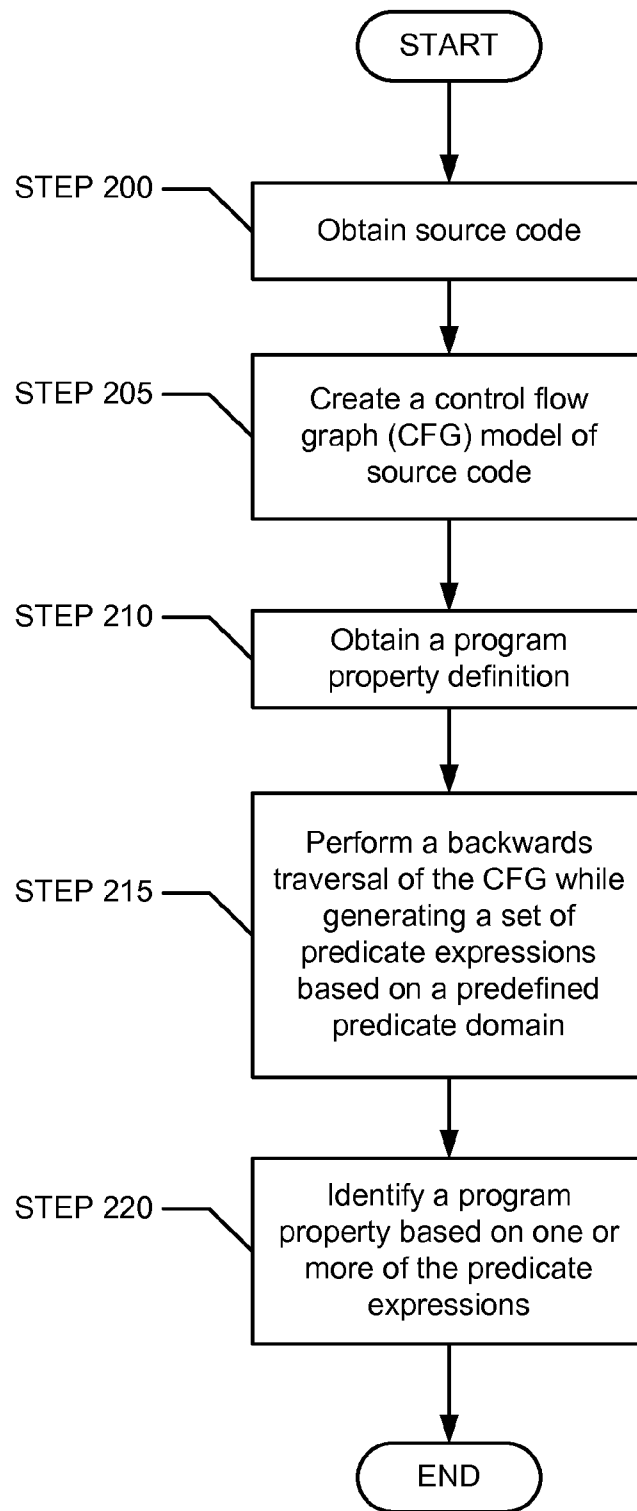 START
STEP 200
Obtain source code
STEP 205
Create a control flow
graph (CFG) model of
source code
STEP 210
Obtain a program
property definition
STEP 215
Perform a backwards
traversal of the CFG while
generating a set of
predicate expressions
based on a predefined
predicate domain
STEP 220
Identify a program
property based on one or
more of the predicate
expressions
END